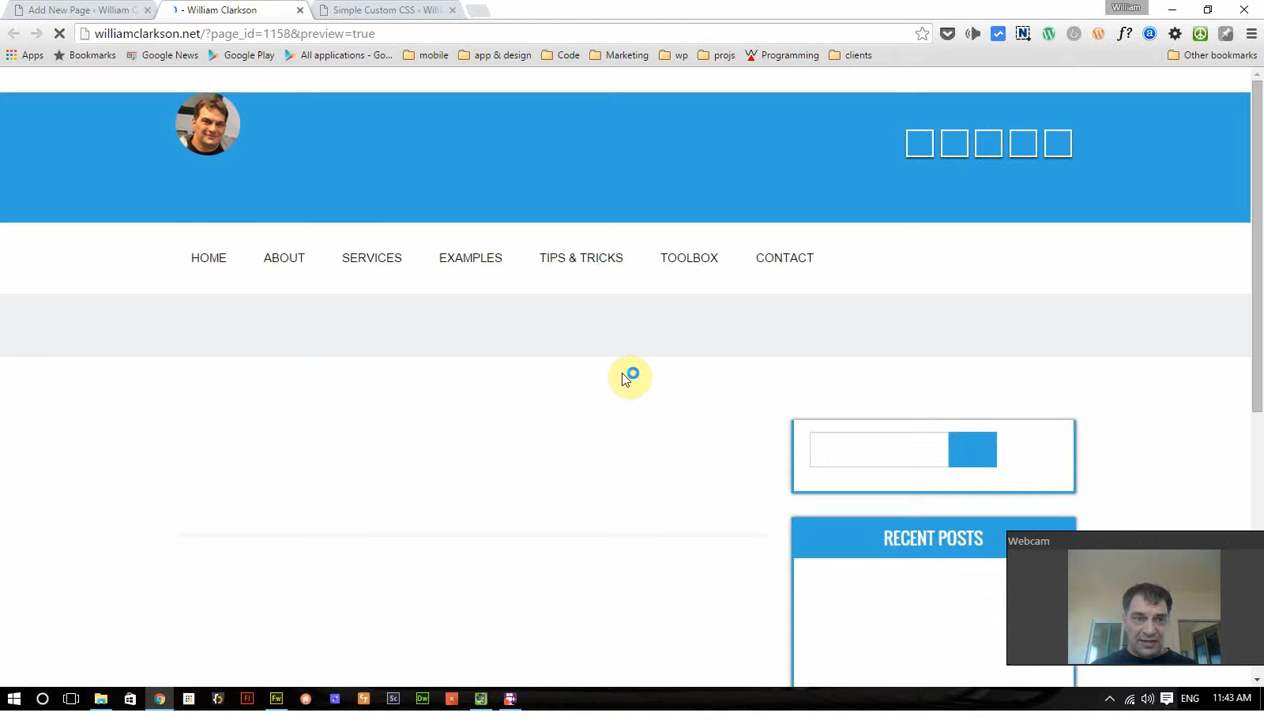 Add New Page ‹ William C
- William Clarkson
Simple Custom CSS ‹ Will
William
williamclarkson.net/?page_id=1158&preview=true
Apps
Bookmarks
Google News
Google Play
All applications - Go...
mobile
app & design
Code
Marketing
wp
projs
Programming
clients
Other bookmarks
HOME
ABOUT
SERVICES
EXAMPLES
TIPS & TRICKS
TOOLBOX
CONTACT
RECENT POSTS
Webcam
ENG
11:43 AM